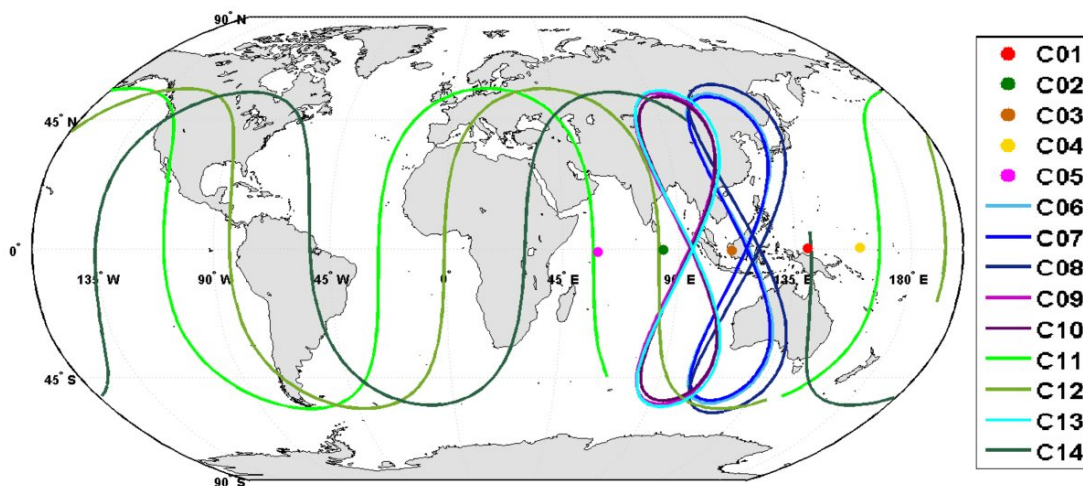 90° N
45° N
0°
135° W
90° W
45° W
0°
45° E
90° E
135° E
180° E
45° S
90° S
C01
C02
C03
C04
C05
C06
C07
C08
C09
C10
C11
C12
C13
C14